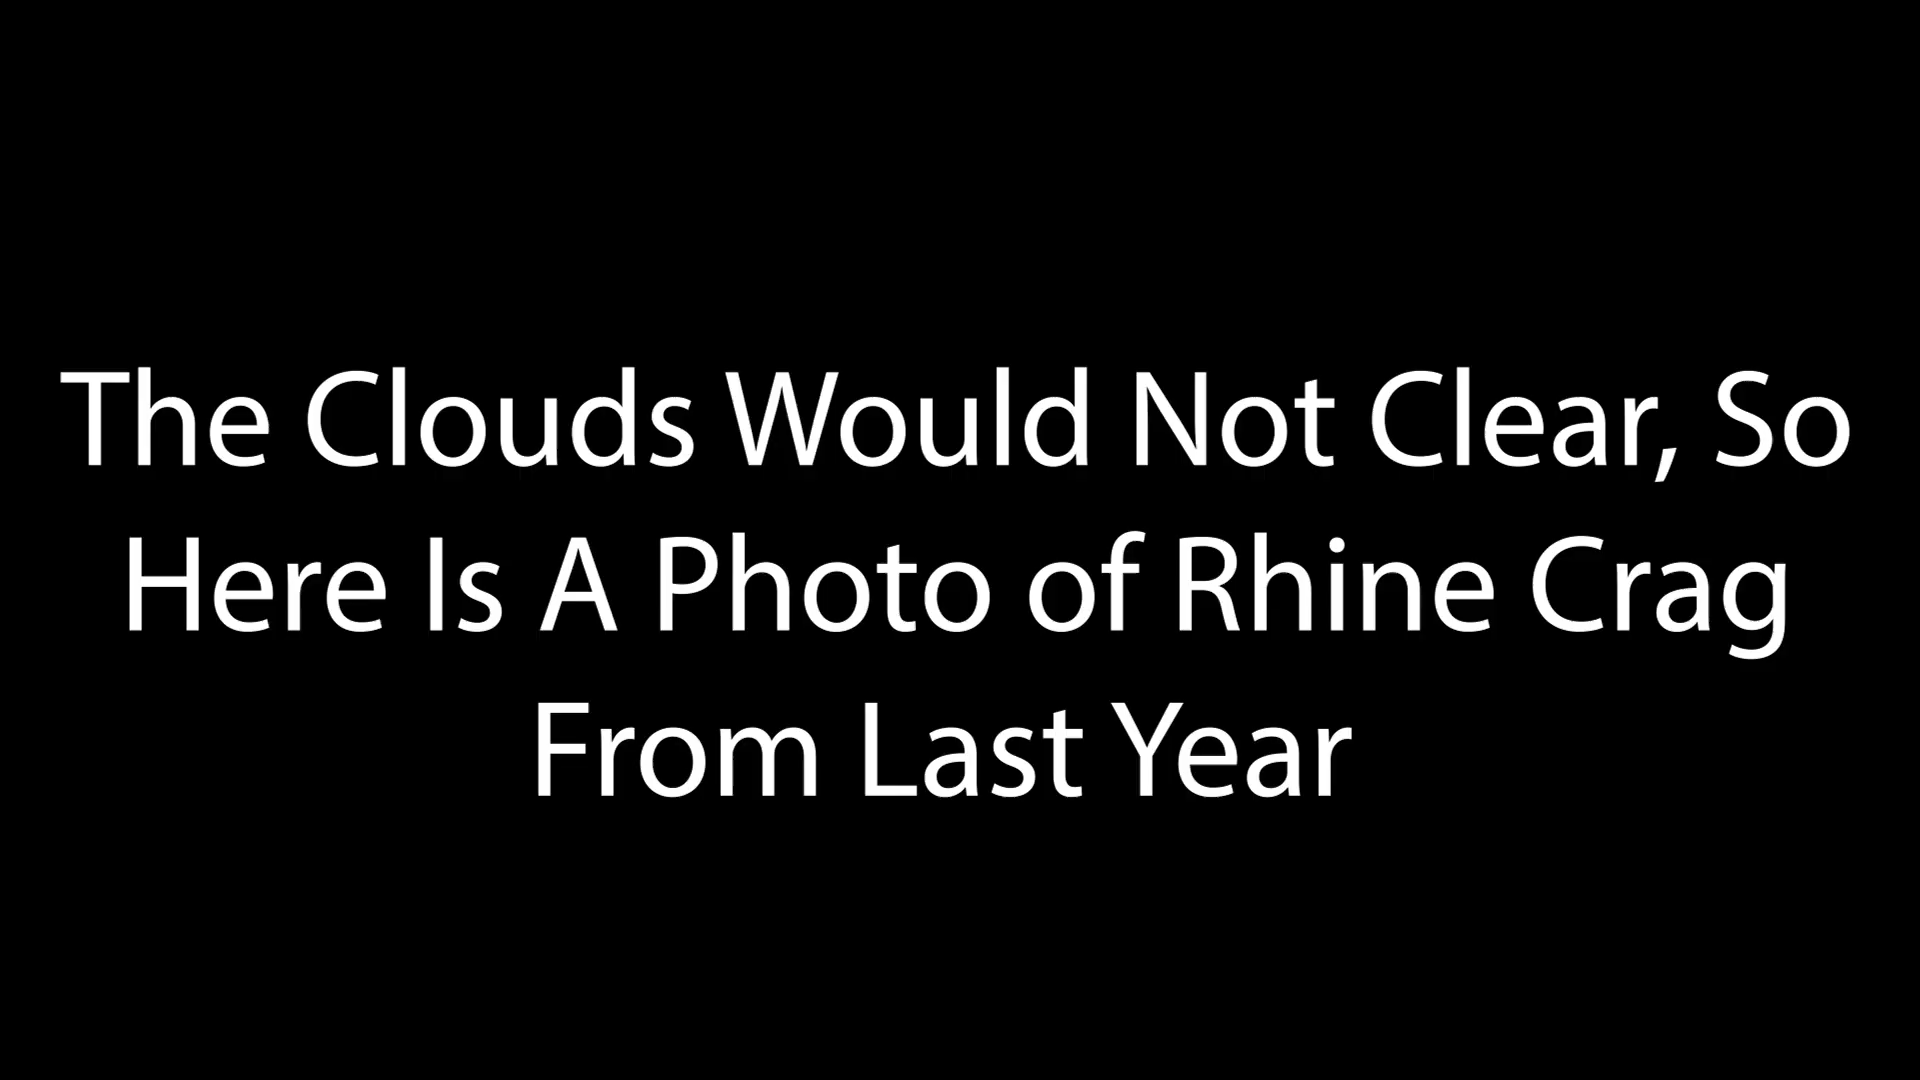 The Clouds Would Not Clear, So
Here Is A Photo of Rhine Crag
From Last Year